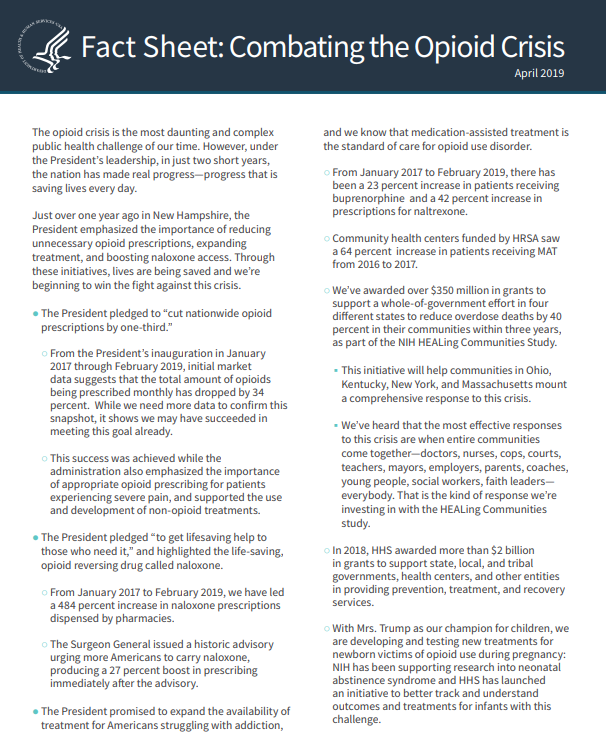 Fact Sheet: Combating the Opioid Crisis
April 2019
The opioid crisis is the most daunting and complex
public health challenge of our time. However, under
the President's leadership, in just two short years,
the nation has made real progress—progress that is
saving lives every day.
Just over one year ago in New Hampshire, the
President emphasized the importance of reducing
unnecessary opioid prescriptions, expanding
treatment, and boosting naloxone access. Through
these initiatives, lives are being saved and we're
beginning to win the fight against this crisis.
● The President pledged to “cut nationwide opioid
prescriptions by one-third.”
○ From the President's inauguration in January
2017 through February 2019, initial market
data suggests that the total amount of opioids
being prescribed monthly has dropped by 34
percent. While we need more data to confirm this
snapshot, it shows we may have succeeded in
meeting this goal already.
○ This success was achieved while the
administration also emphasized the importance
of appropriate opioid prescribing for patients
experiencing severe pain, and supported the use
and development of non-opioid treatments.
● The President pledged “to get lifesaving help to
those who need it,” and highlighted the life-saving,
opioid reversing drug called naloxone.
○ From January 2017 to February 2019, we have led
a 484 percent increase in naloxone prescriptions
dispensed by pharmacies.
○ The Surgeon General issued a historic advisory
urging more Americans to carry naloxone,
producing a 27 percent boost in prescribing
immediately after the advisory.
● The President promised to expand the availability of
treatment for Americans struggling with addiction,
and we know that medication-assisted treatment is
the standard of care for opioid use disorder.
○ From January 2017 to February 2019, there has
been a 23 percent increase in patients receiving
buprenorphine and a 42 percent increase in
prescriptions for naltrexone.
○ Community health centers funded by HRSA saw
a 64 percent increase in patients receiving MAT
from 2016 to 2017.
○ We've awarded over $350 million in grants to
support a whole-of-government effort in four
different states to reduce overdose deaths by 40
percent in their communities within three years,
as part of the NIH HEALing Communities Study.
▪ This initiative will help communities in Ohio,
Kentucky, New York, and Massachusetts mount
a comprehensive response to this crisis.
▪ We've heard that the most effective responses
to this crisis are when entire communities
come together—doctors, nurses, cops, courts,
teachers, mayors, employers, parents, coaches,
young people, social workers, faith leaders—
everybody. That is the kind of response we're
investing in with the HEALing Communities
study.
○ In 2018, HHS awarded more than $2 billion
in grants to support state, local, and tribal
governments, health centers, and other entities
in providing prevention, treatment, and recovery
services.
○ With Mrs. Trump as our champion for children, we
are developing and testing new treatments for
newborn victims of opioid use during pregnancy:
NIH has been supporting research into neonatal
abstinence syndrome and HHS has launched
an initiative to better track and understand
outcomes and treatments for infants with this
challenge.